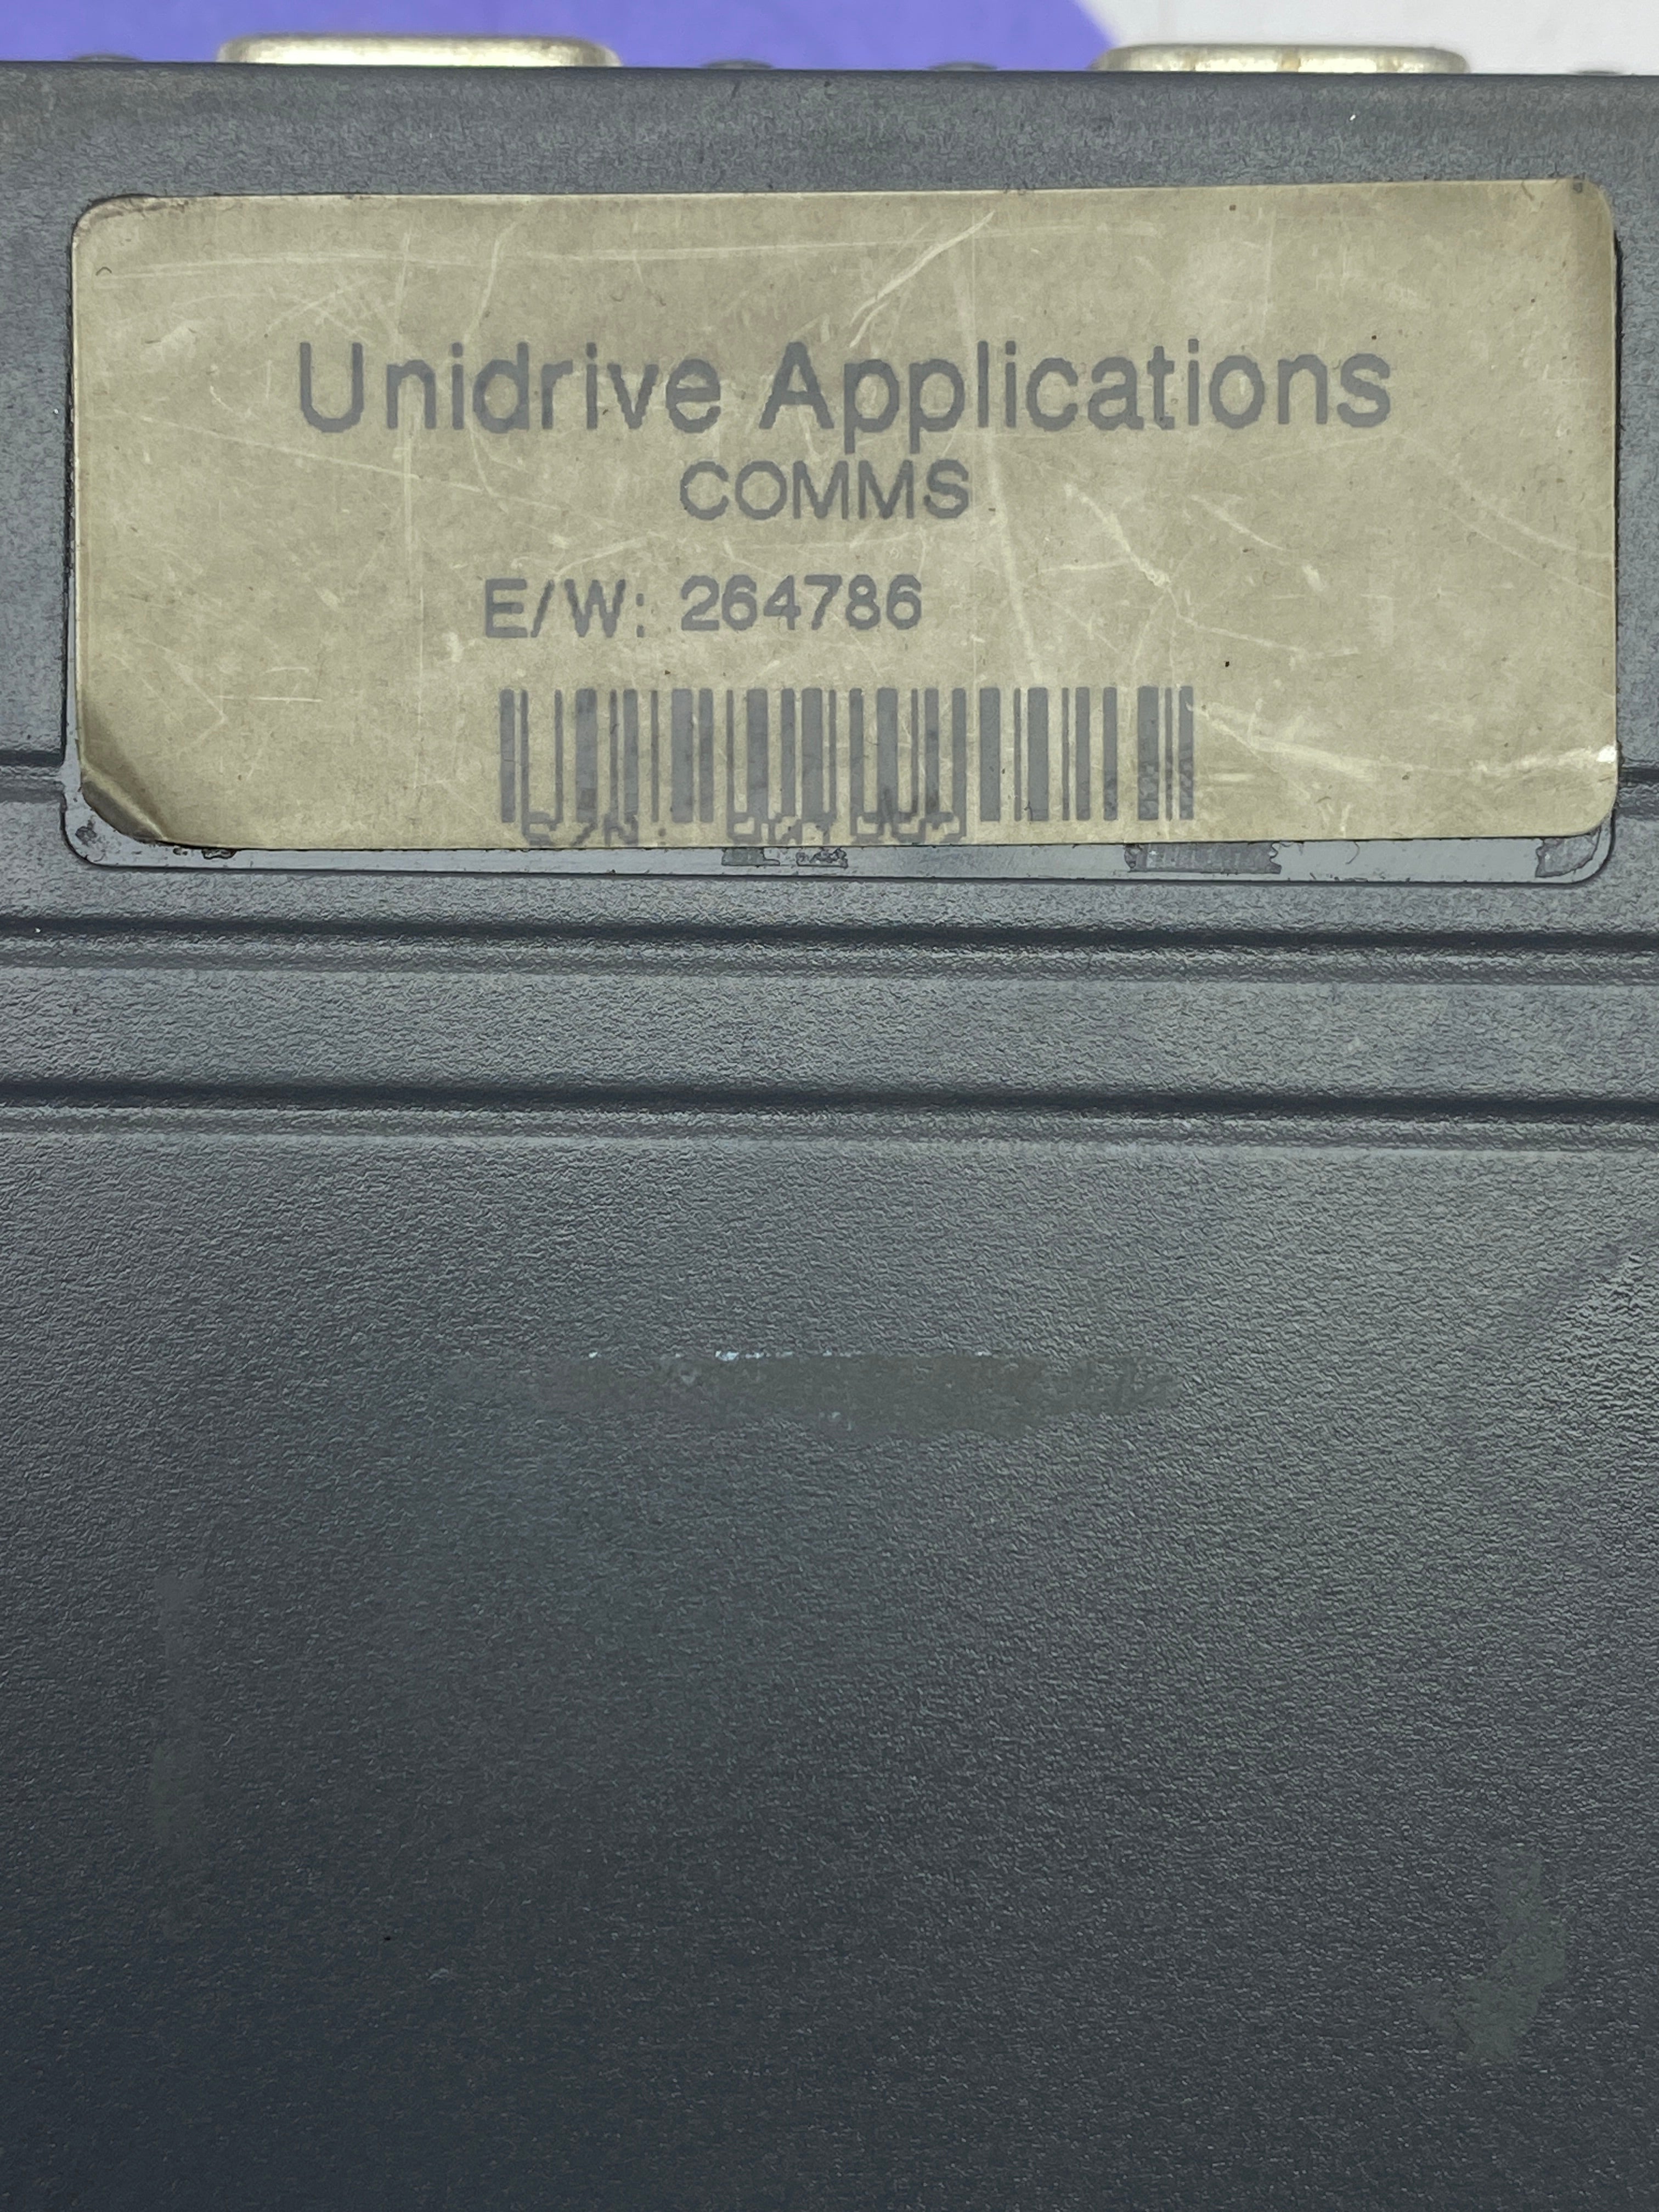 Unidrive Applications
COMMS
E/W: 264786
S/N: